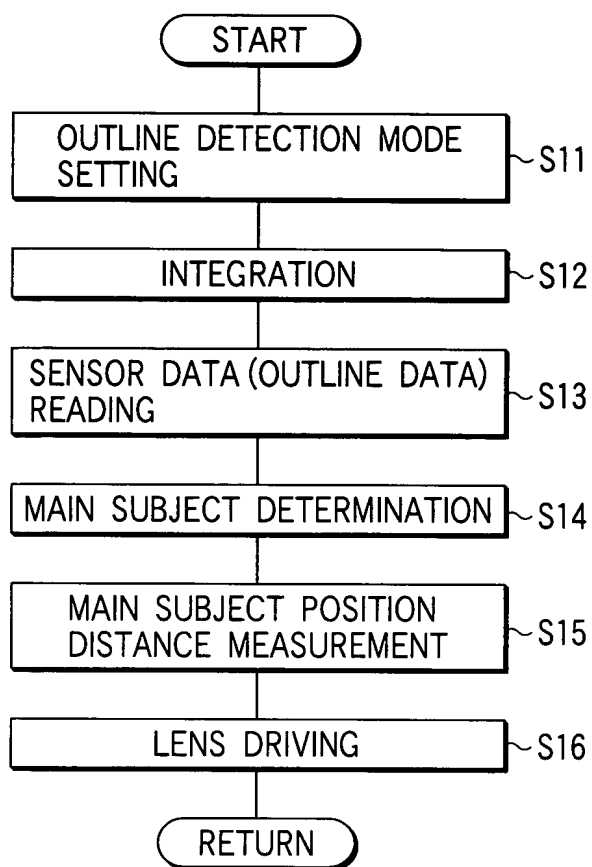 START
OUTLINE DETECTION MODE
SETTING
S11
INTEGRATION
S12
SENSOR DATA (OUTLINE DATA)
READING
S13
MAIN SUBJECT DETERMINATION
S14
MAIN SUBJECT POSITION
DISTANCE MEASUREMENT
S15
LENS DRIVING
S16
RETURN